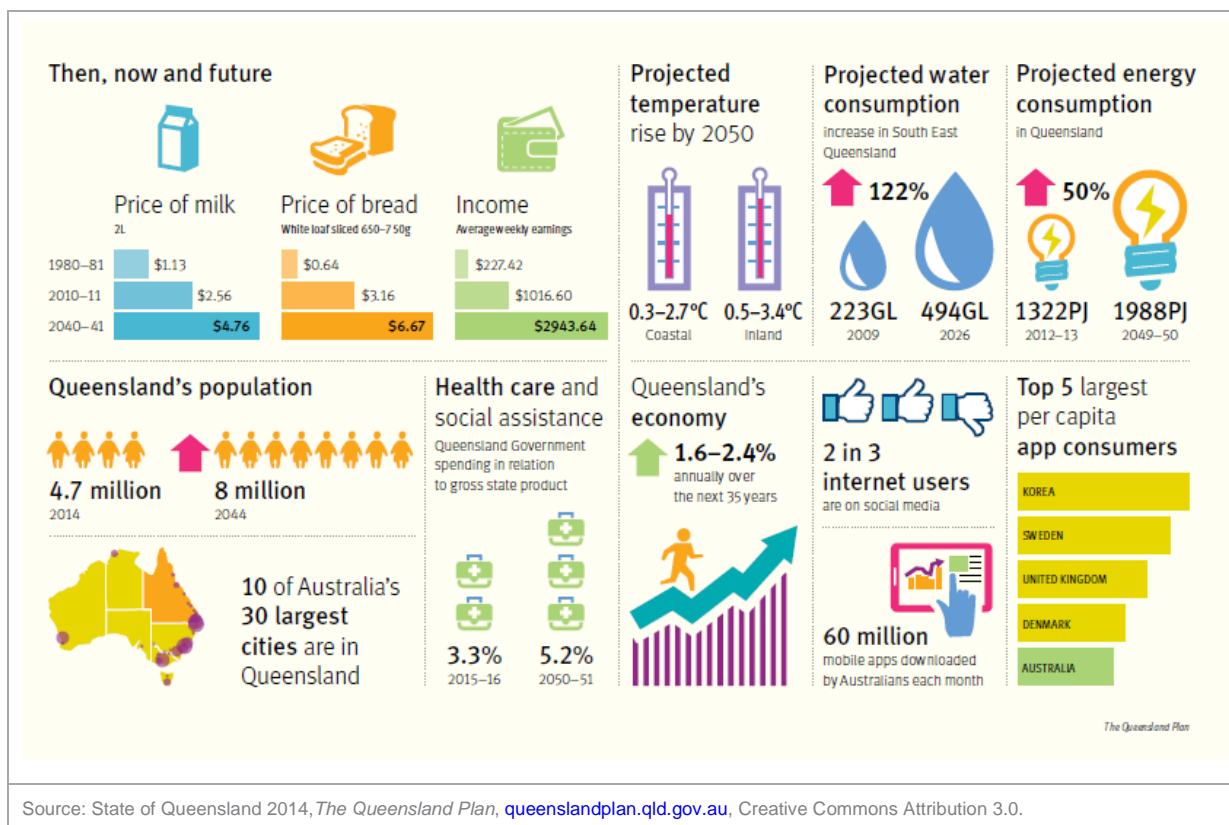 Then, now and future
Price of milk
2L
Price of bread
White loaf sliced 650–750g
Income
Average weekly earnings
1980–81
$1.13
$0.64
$227.42
2010–11
$2.56
$3.16
$1016.60
2040–41
$4.76
$6.67
$2943.64
Projected
temperature
rise by 2050
0.3–2.7ºC
Coastal
0.5–3.4ºC
Inland
Projected water
consumption
increase in South East
Queensland
122%
223GL
2009
494GL
2026
Projected energy
consumption
in Queensland
50%
1322PJ
2012–13
1988PJ
2049–50
Queensland's population
4.7 million
2014
8 million
2044
10 of Australia's
30 largest
cities are in
Queensland
Health care and
social assistance
Queensland Government
spending in relation
to gross state product
3.3%
2015–16
5.2%
2050–51
Queensland's
economy
1.6–2.4%
annually over
the next 35 years
2 in 3
internet users
are on social media
60 million
mobile apps downloaded
by Australians each month
Top 5 largest
per capita
app consumers
KOREA
SWEDEN
UNITED KINGDOM
DENMARK
AUSTRALIA
The Queensland Plan
Source: State of Queensland 2014, The Queensland Plan, queenslandplan.qld.gov.au, Creative Commons Attribution 3.0.